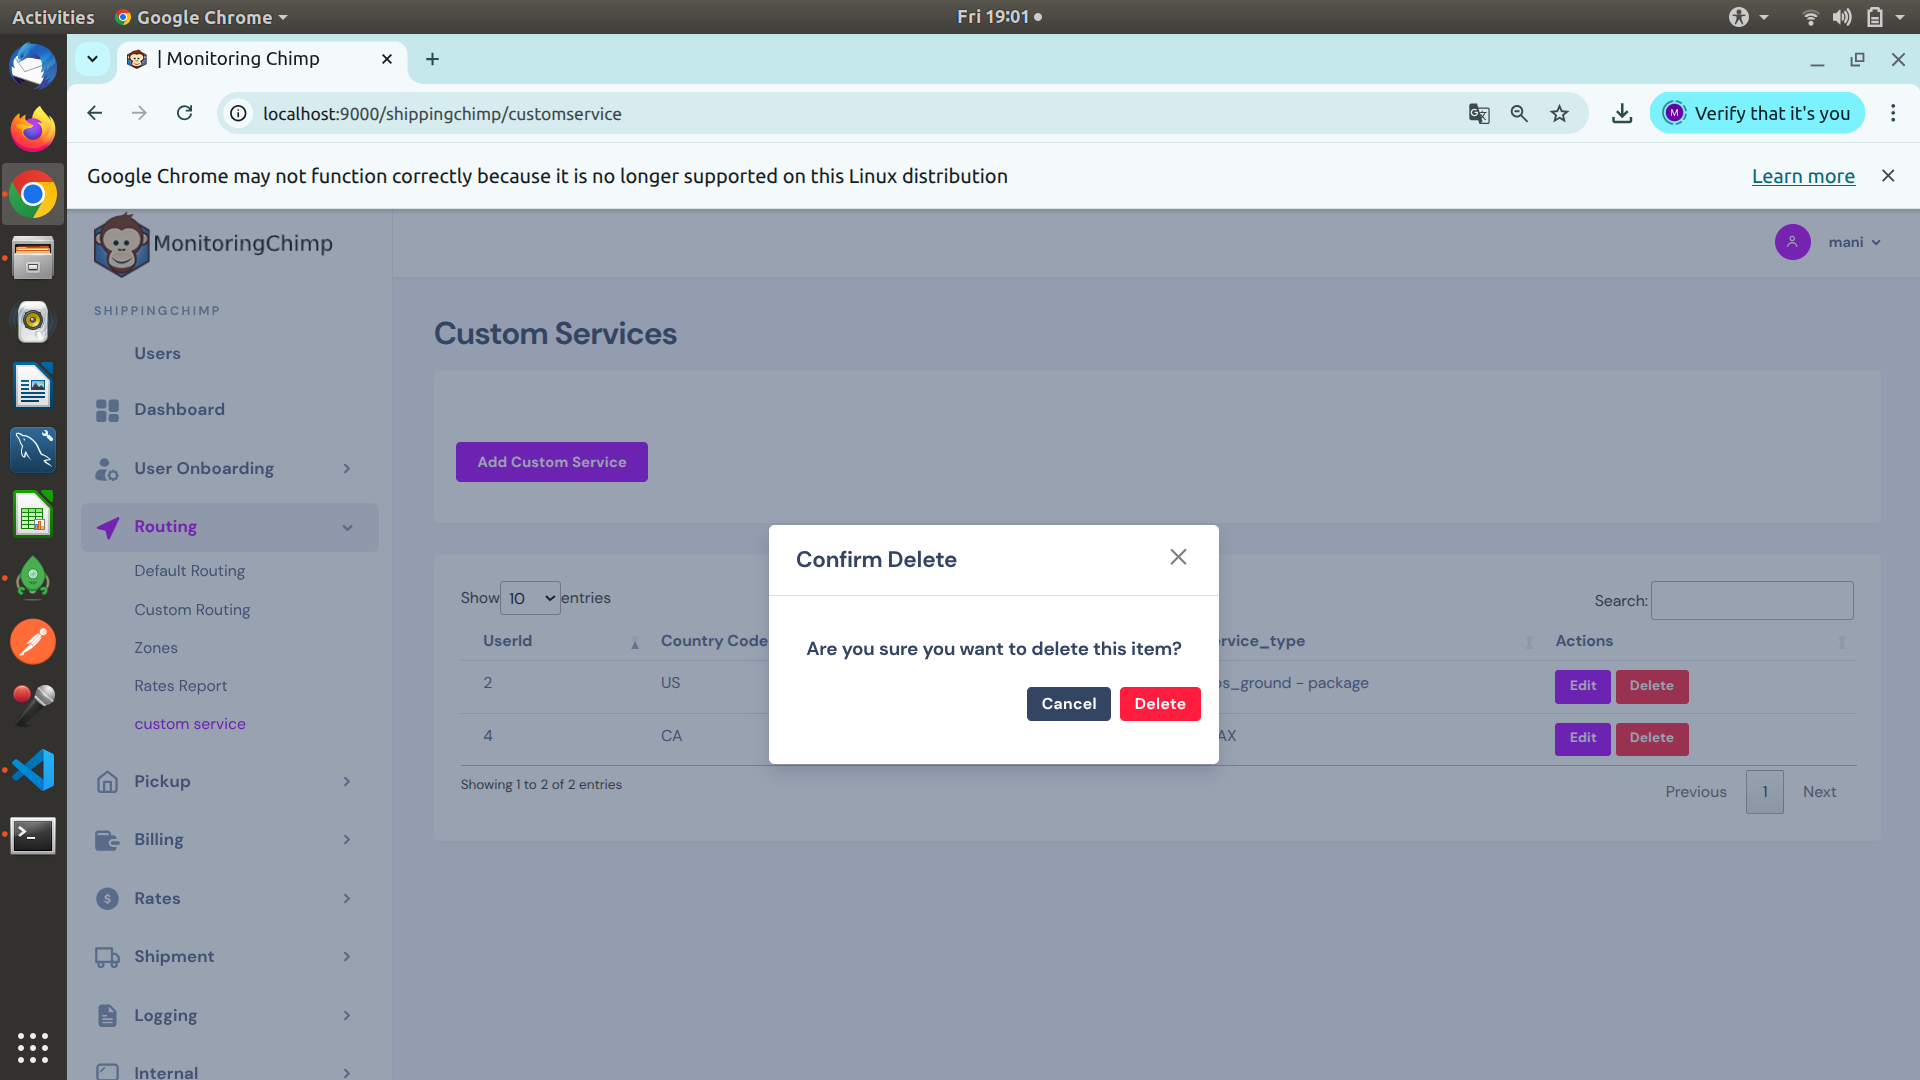 Activities
Google Chrome
Fri 19:01
| Monitoring Chimp
localhost:9000/shippingchimp/customservice
M
Verify that it's you
Google Chrome may not function correctly because it is no longer supported on this Linux distribution
Learn more
MonitoringChimp
mani
SHIPPINGCHIMP
Users
Dashboard
User Onboarding
Routing
Default Routing
Custom Routing
Zones
Rates Report
custom service
Pickup
Billing
Rates
Shipment
Logging
Internal
Custom Services
Add Custom Service
Show 10 entries
Search:
UserId Country Code rvice_type Actions
2 US s_ground - package Edit Delete
4 CA AX Edit Delete
Showing 1 to 2 of 2 entries
Previous 1 Next
Confirm Delete
Are you sure you want to delete this item?
Cancel Delete